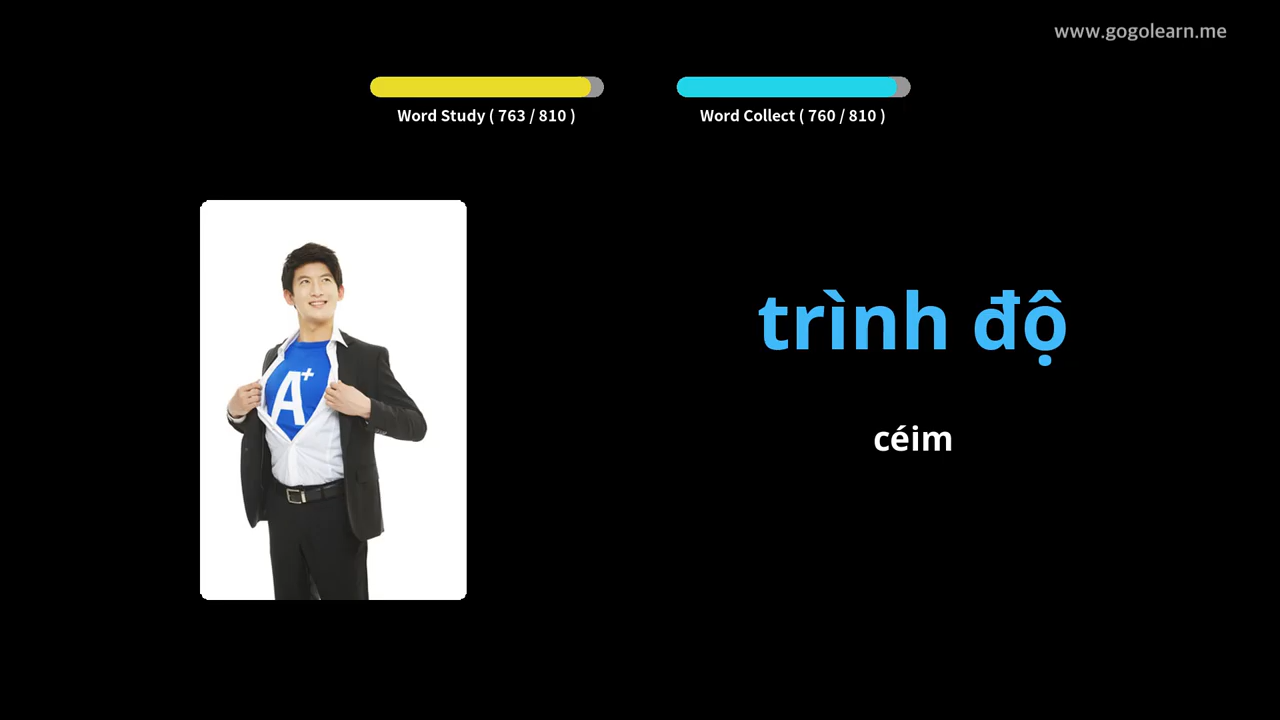 www.gogolearn.me
Word Study ( 763 / 810 )
Word Collect ( 760 / 810 )
A+
trình độ
céim